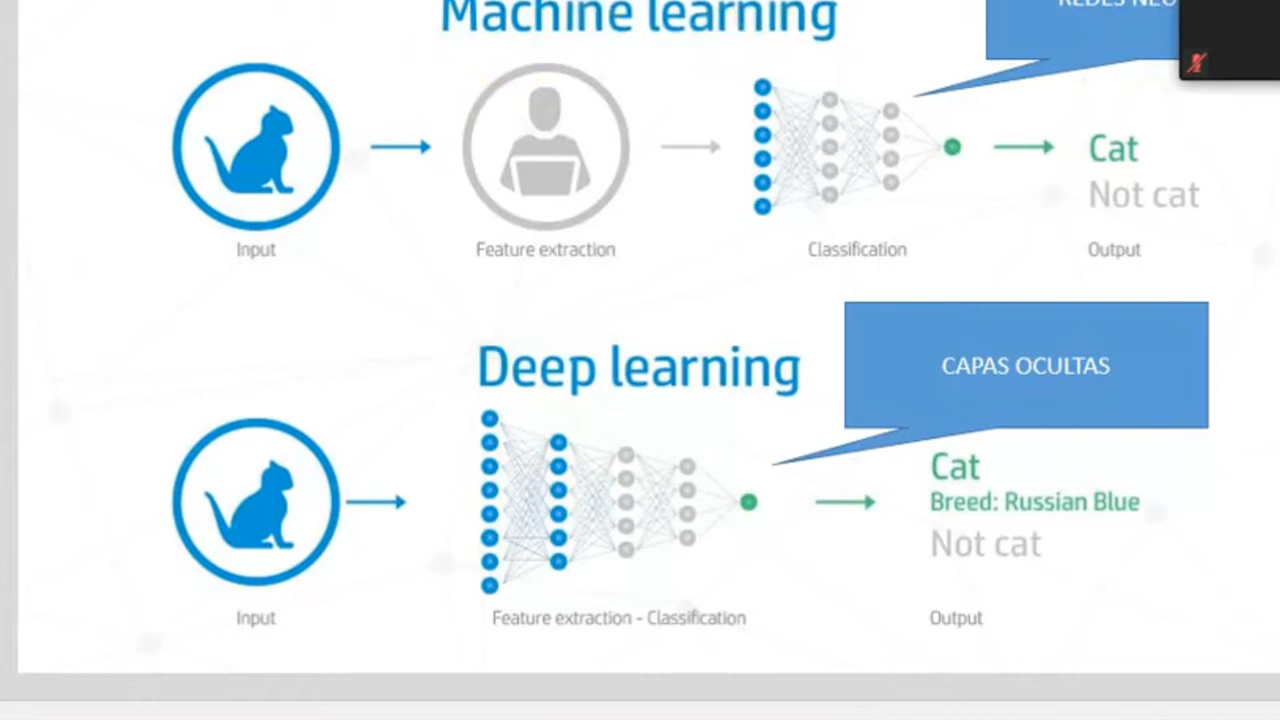 Machine learning
REDES
Cat
Not cat
Input
Feature extraction
Classification
Output
Deep learning
CAPAS OCULTAS
Cat
Breed: Russian Blue
Not cat
Input
Feature extraction - Classification
Output